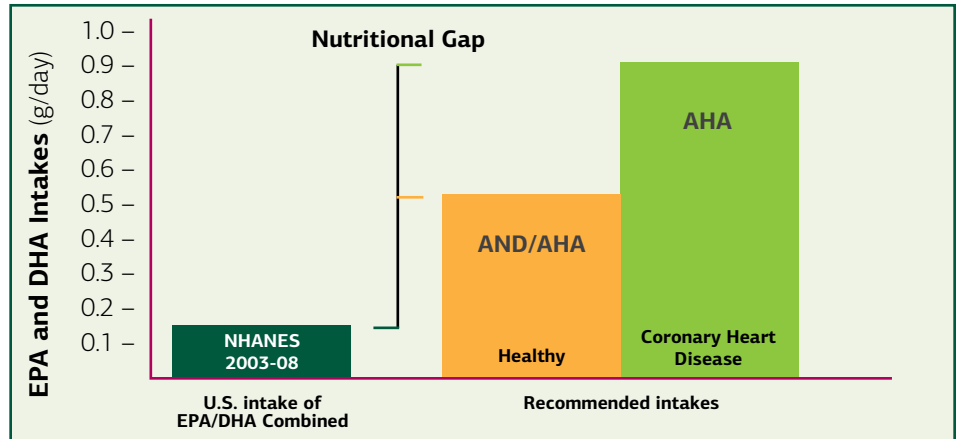 Nutritional Gap
EPA and DHA Intakes (g/day)
1.0 –
0.9 –
0.8 –
0.7 –
0.6 –
0.5 –
0.4 –
0.3 –
0.2 –
0.1 –
NHANES
2003-08
AND/AHA
Healthy
AHA
Coronary Heart
Disease
U.S. intake of
EPA/DHA Combined
Recommended intakes